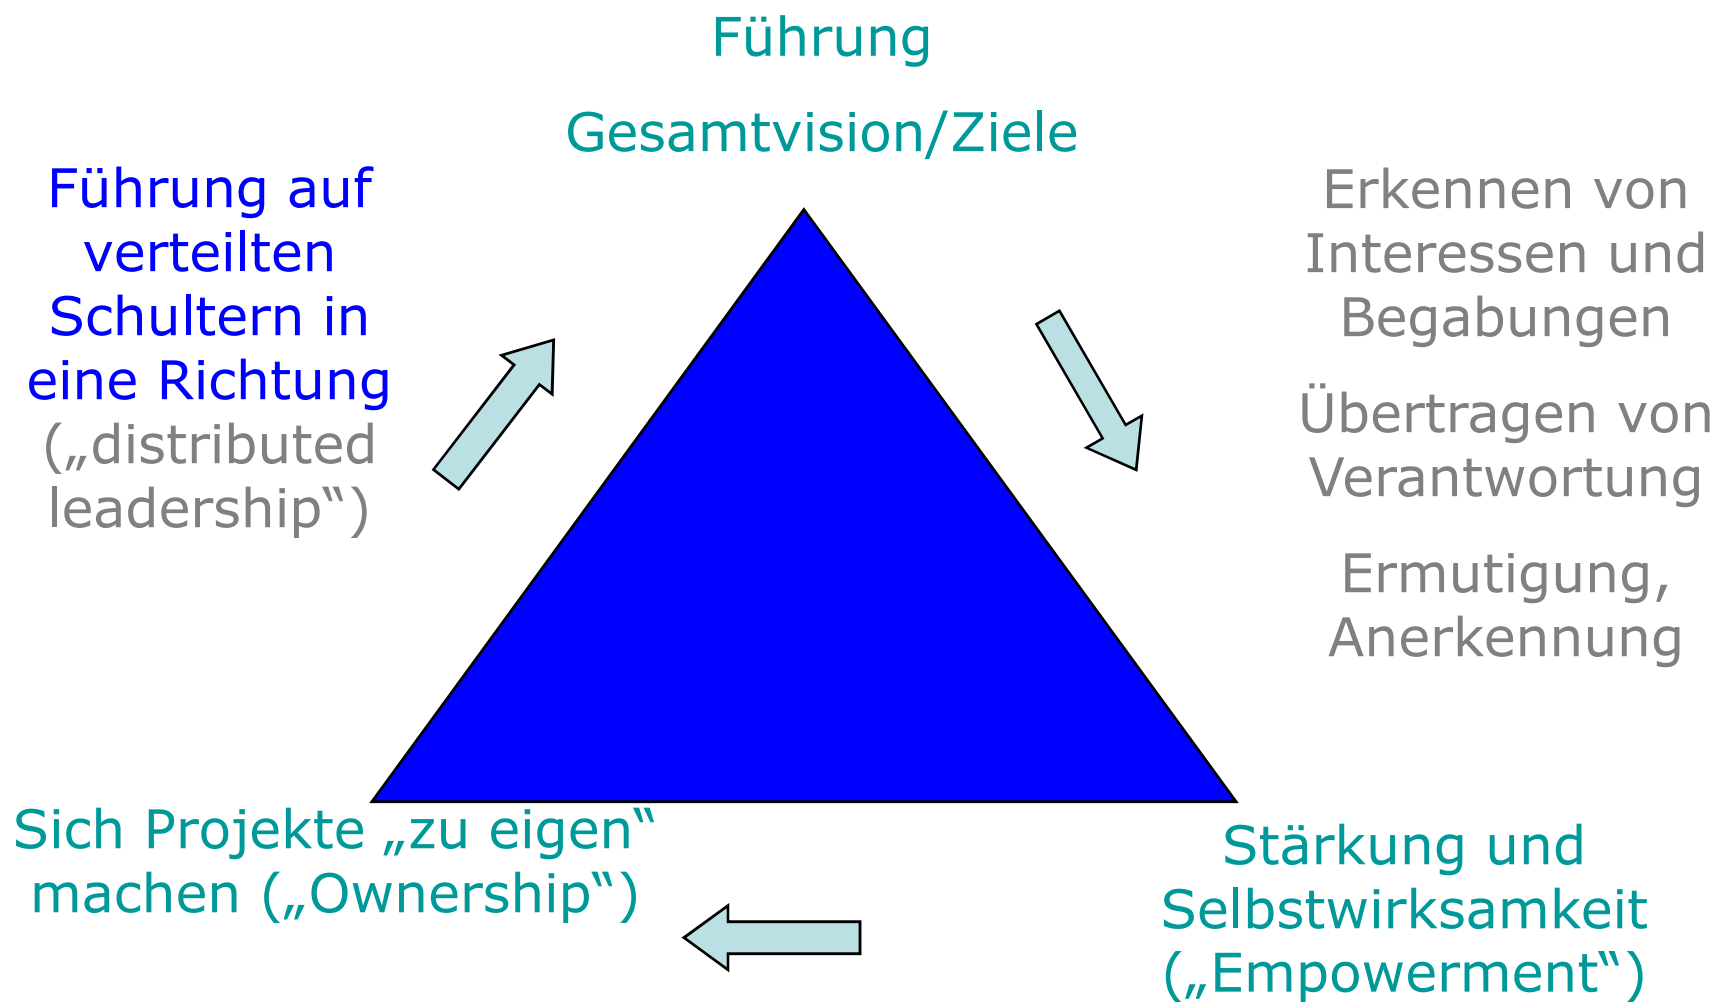 Führung
Gesamtvision/Ziele
Führung auf
verteilten
Schultern in
eine Richtung
(„distributed
leadership“)
Erkennen von
Interessen und
Begabungen
Übertragen von
Verantwortung
Ermutigung,
Anerkennung
Sich Projekte „zu eigen“
machen („Ownership“)
Stärkung und
Selbstwirksamkeit
(„Empowerment“)